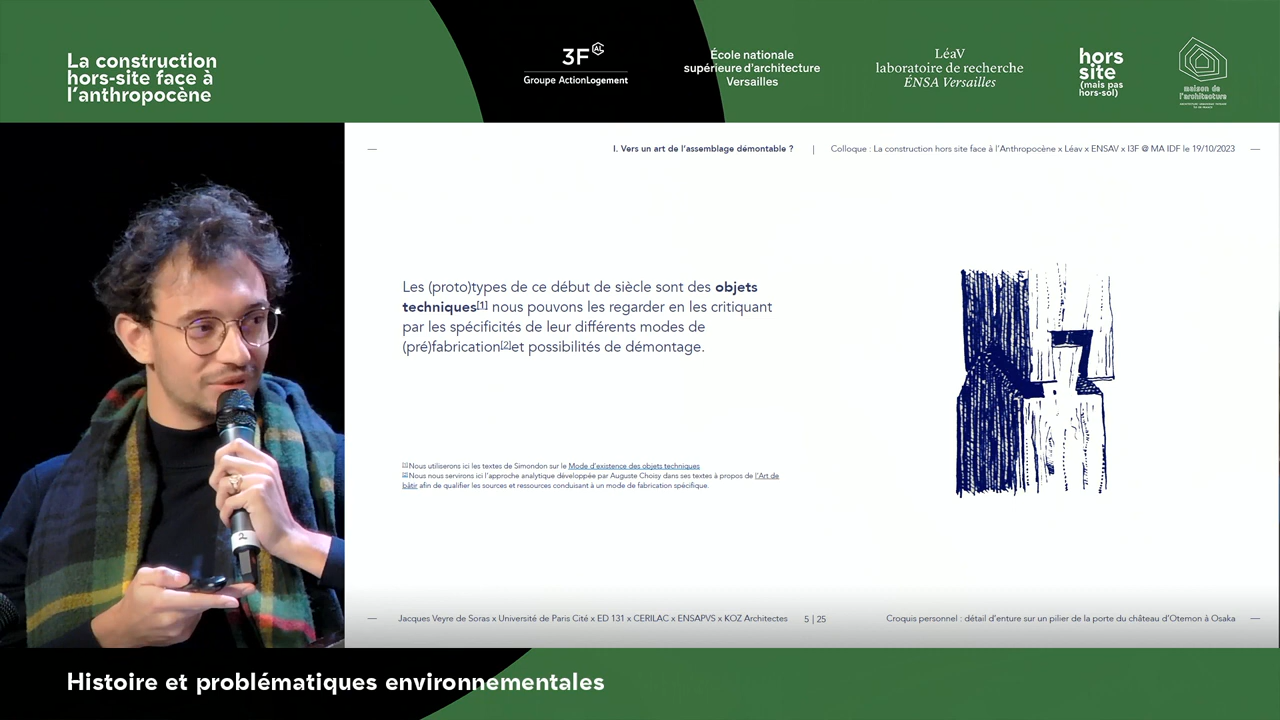 La construction
hors-site face à
l'anthropocène
3F AL
Groupe ActionLogement
École nationale
supérieure d'architecture
Versailles
LéaV
laboratoire de recherche
ÉNSA Versailles
hors
site
(mais pas
hors-sol)
maison de
l'architecture
I. Vers un art de l'assemblage démontable ? | Colloque : La construction hors site face à l'Anthropocène x Léav x ENSAV x I3F @ MA IDF le 19/10/2023
Les (proto)types de ce début de siècle sont des objets
techniques[1] nous pouvons les regarder en les critiquant
par les spécificités de leur différents modes de
(pré)fabrication[2]et possibilités de démontage.
[1]Nous utiliserons ici les textes de Simondon sur le Mode d'existence des objets techniques
[2]Nous nous servirons ici l'approche analytique développée par Auguste Choisy dans ses textes à propos de l'Art de
bâtir afin de qualifier les sources et ressources conduisant à un mode de fabrication spécifique.
2
Jacques Veyre de Soras x Université de Paris Cité x ED 131 x CERILAC x ENSAPVS x KOZ Architectes 5 | 25 Croquis personnel : détail d'enture sur un pilier de la porte du château d'Otemon à Osaka
Histoire et problématiques environnementales